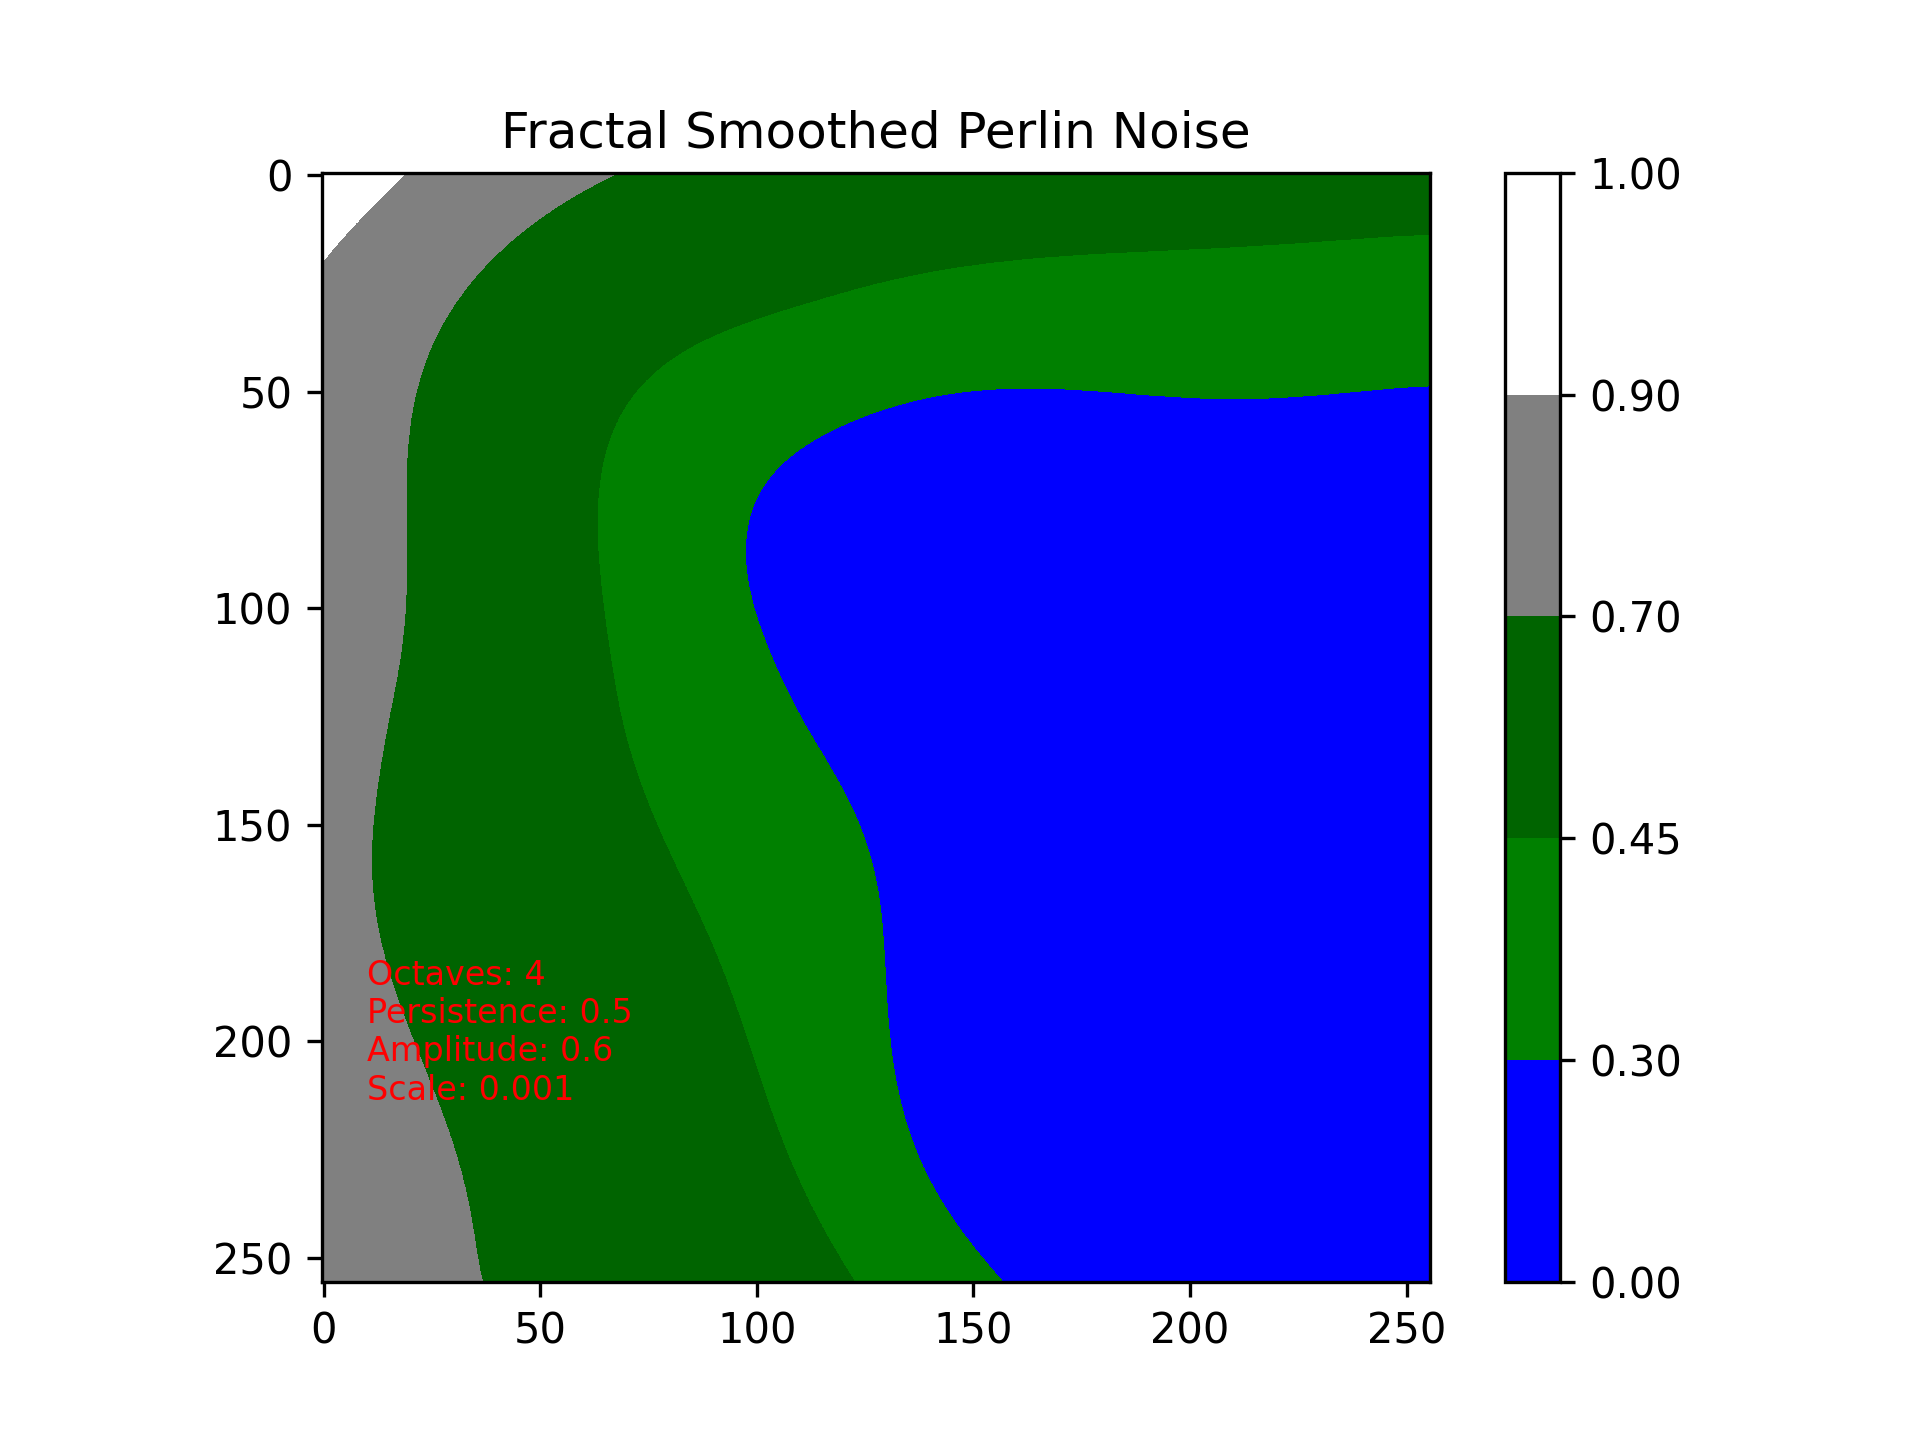 Fractal Smoothed Perlin Noise
0
50
100
150
200
250
Octaves: 4
Persistence: 0.5
Amplitude: 0.6
Scale: 0.001
0 50 100 150 200 250
1.00
0.90
0.70
0.45
0.30
0.00